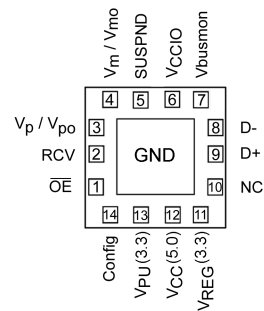 Vm / Vmo
SUSPND
VCCIO
Vbusmon
4 5 6 7
Vp / Vpo 3
RCV 2
OE 1
GND
8 D-
9 D+
10 NC
14 13 12 11
Config
VPU(3.3)
VCC(5.0)
VREG(3.3)